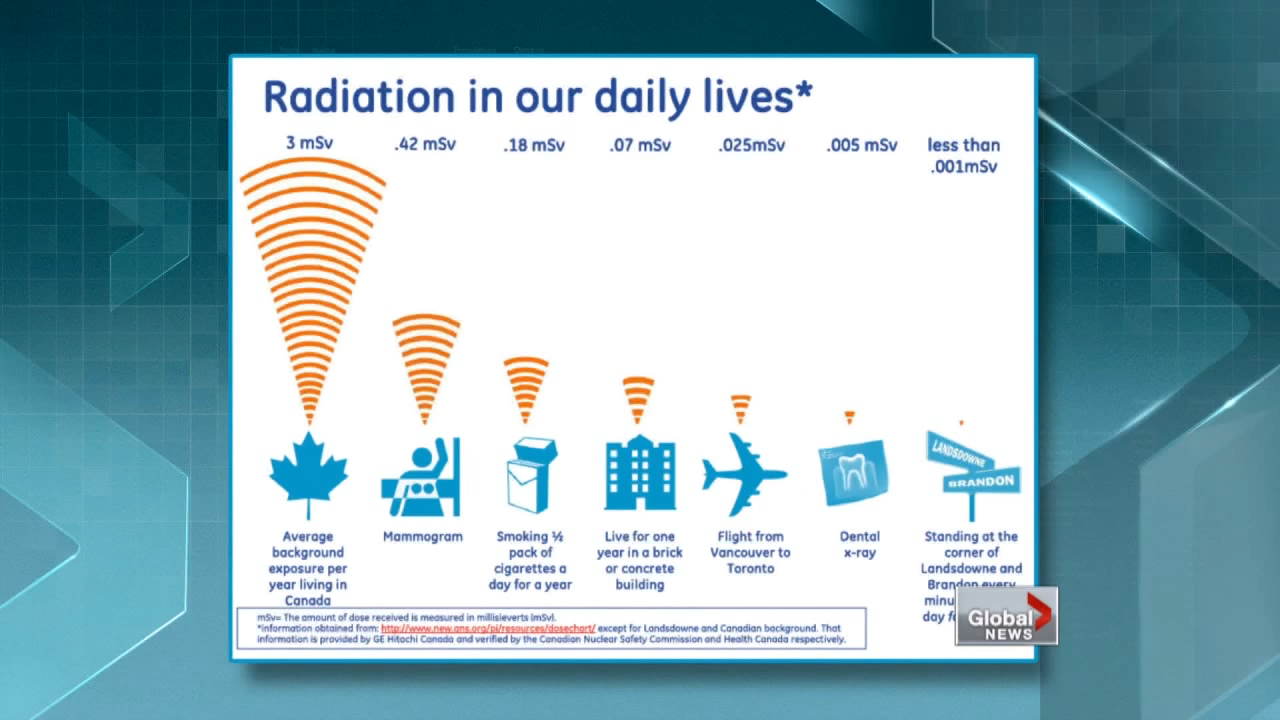 Radiation in our daily lives*
3 mSv
.42 mSv
.18 mSv
.07 mSv
.025mSv
.005 mSv
less than
.001mSv
LANDSDOWNE
BRANDON
Average
background
exposure per
year living in
Canada
Mammogram
Smoking ½
pack of
cigarettes a
day for a year
Live for one
year in a brick
or concrete
building
Flight from
Vancouver to
Toronto
Dental
x-ray
Standing at the
corner of
Landsdowne and
Brandon every
day
mSv= The amount of dose received is measured in millisieverts (mSv).
*information obtained from: http://www.new.ans.org/pi/resources/dosechart/ except for Landsdowne and Canadian background. That
information is provided by GE Hitachi Canada and verified by the Canadian Nuclear Safety Commission and Health Canada respectively.
Global
NEWS